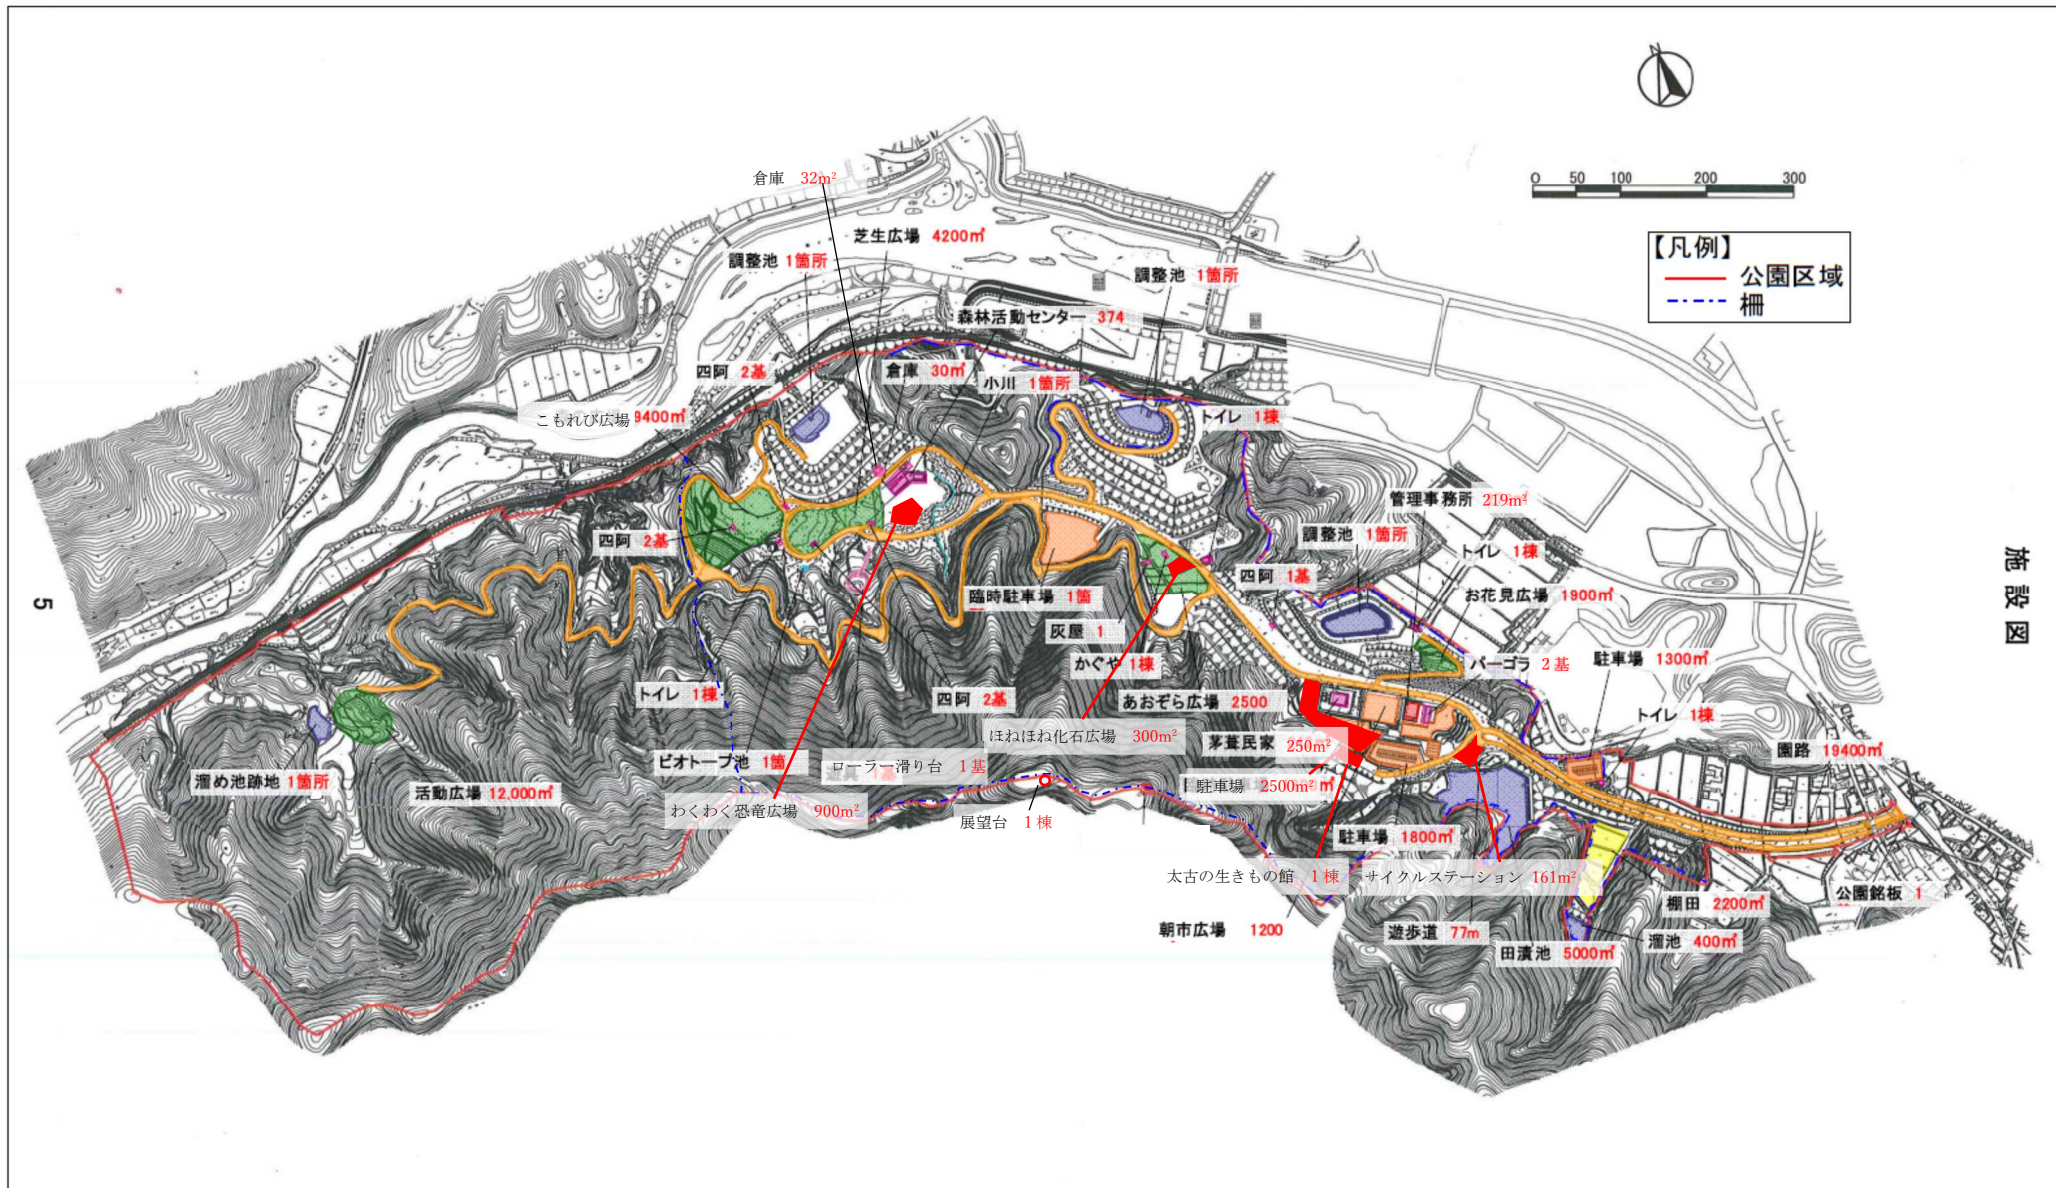 倉庫 32m²
芝生広場 4200㎡
調整池 1箇所
調整池 1箇所
森林活動センター 374
倉庫 30㎡
小川 1箇所
四阿 2基
こもれび広場 9400㎡
トイレ 1棟
0 50 100 200 300
【凡例】
公園区域
柵
管理事務所 219m²
調整池 1箇所
トイレ 1棟
四阿 2基
四阿 1基
お花見広場 1900㎡
臨時駐車場 1箇
灰屋 1
かぐや 1棟
パーゴラ 2基
駐車場 1300㎡
トイレ 1棟
四阿 2基
あおぞら広場 2500
トイレ 1棟
ほねほね化石広場 300m²
茅葺民家 250m²
園路 19400㎡
ビオトープ池 1箇
ローラー滑り台 1基
駐車場 2500m²
溜め池跡地 1箇所
活動広場 12,000㎡
わくわく恐竜広場 900m²
展望台 1棟
駐車場 1800㎡
太古の生きもの館 1棟
サイクルステーション 161m²
棚田 2200㎡
公園銘板 1
朝市広場 1200
遊歩道 77m
田漬池 5000㎡
溜池 400㎡
施設図
5